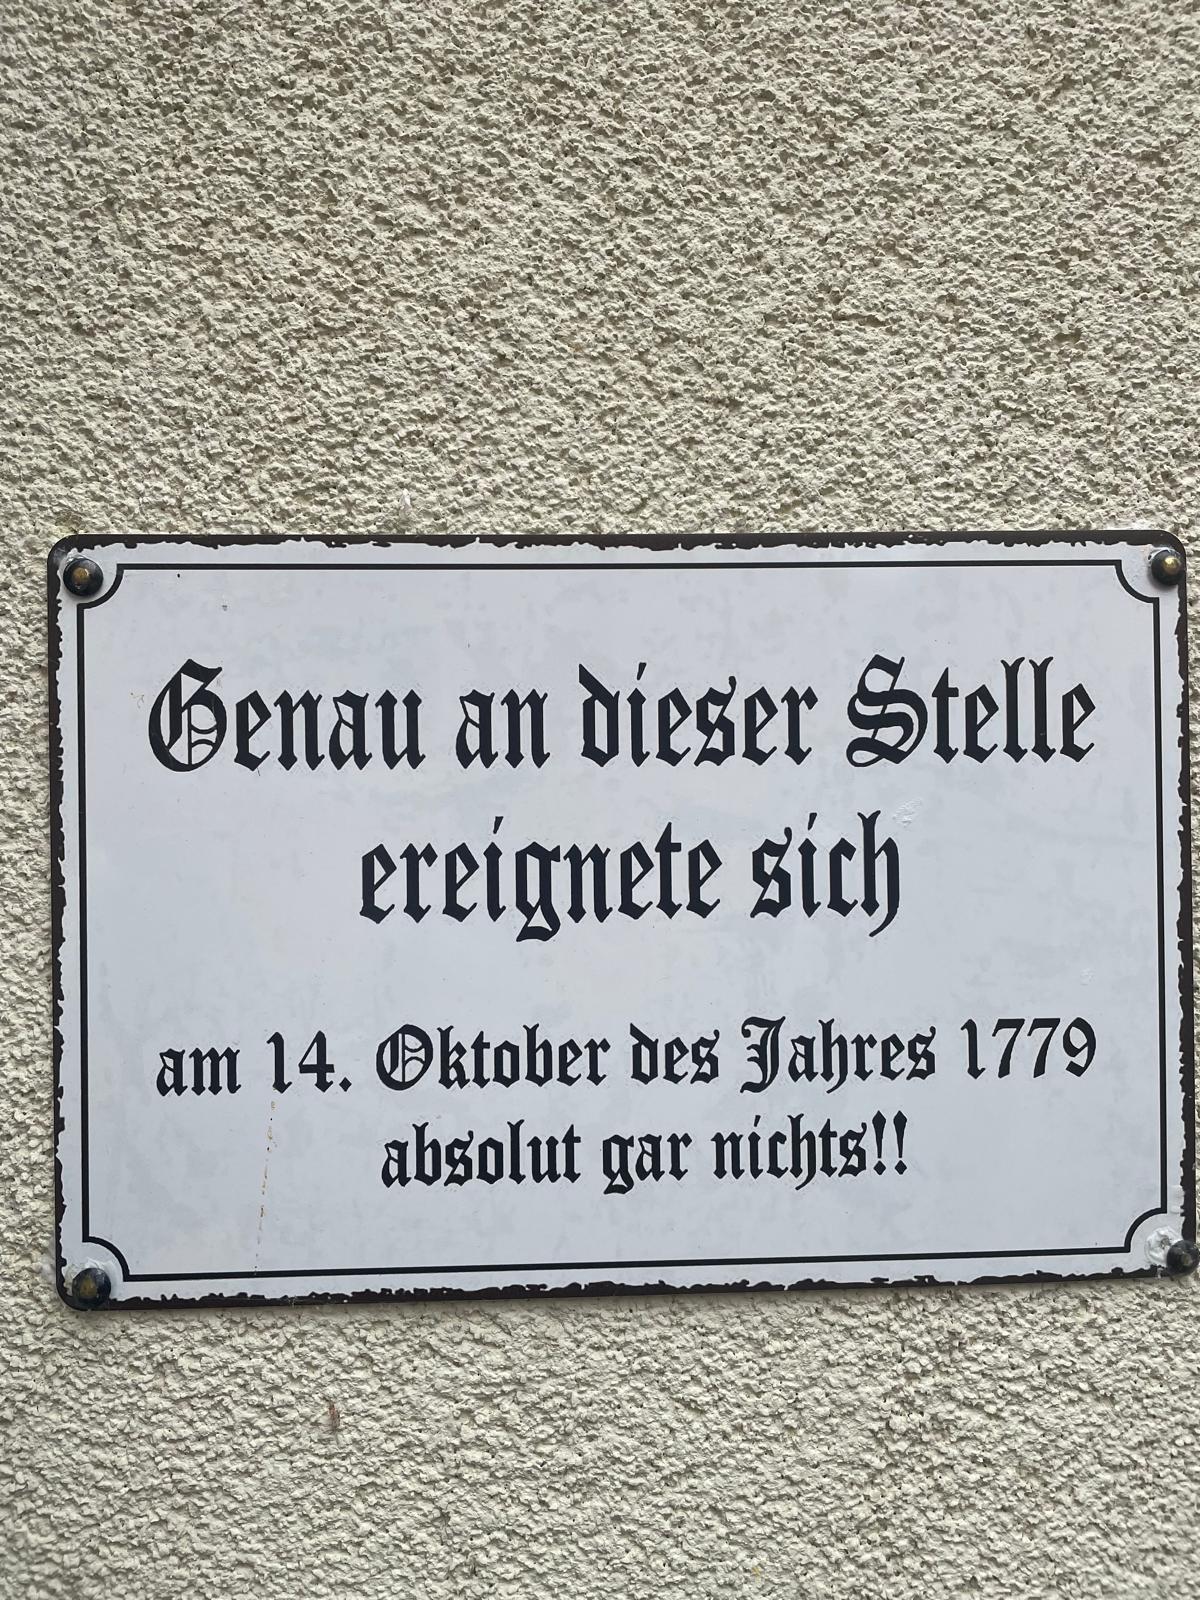 Genau an dieser Stelle
ereignete sich
am 14. Oktober des Jahres 1779
absolut gar nichts!!